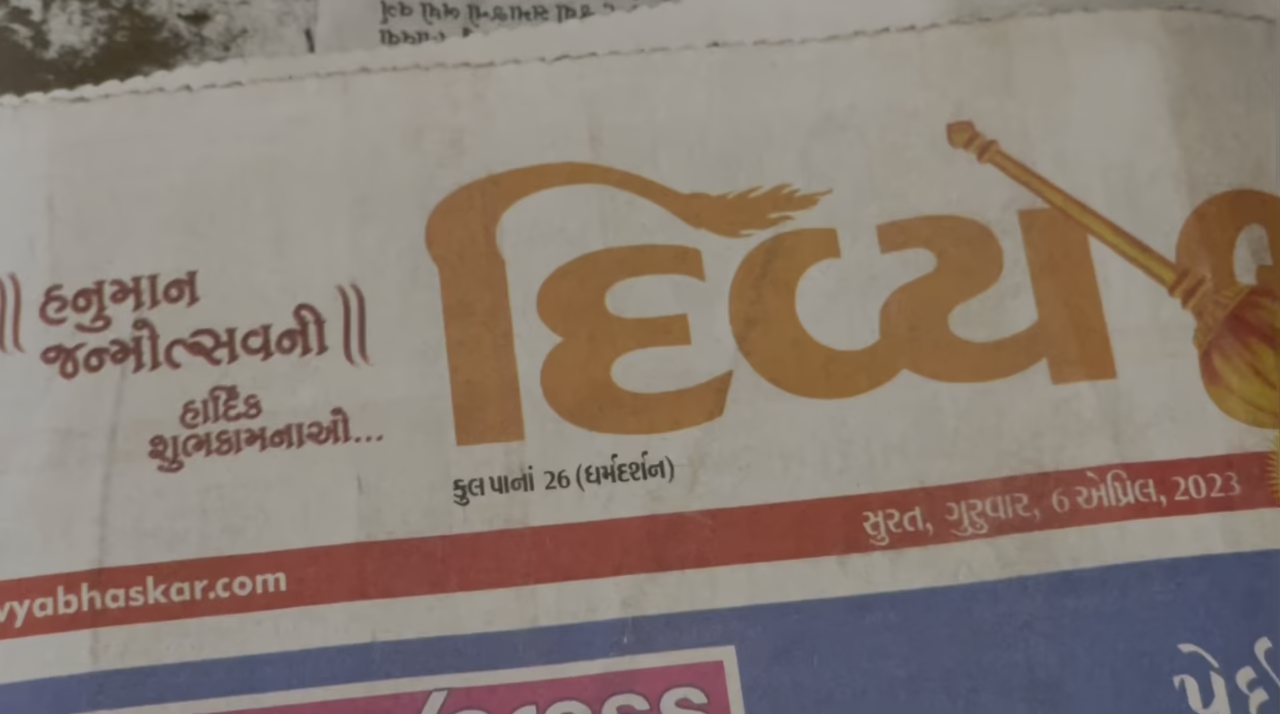 ॥ હનુમાન
જન્મોત્સવની ॥
હાર્દિક
શુભકામનાઓ...
દિવ્ય
કુલ પાનાં 26 (ધર્મદર્શન)
સુરત, ગુરુવાર, 6 એપ્રિલ, 2023
vyabhaskar.com